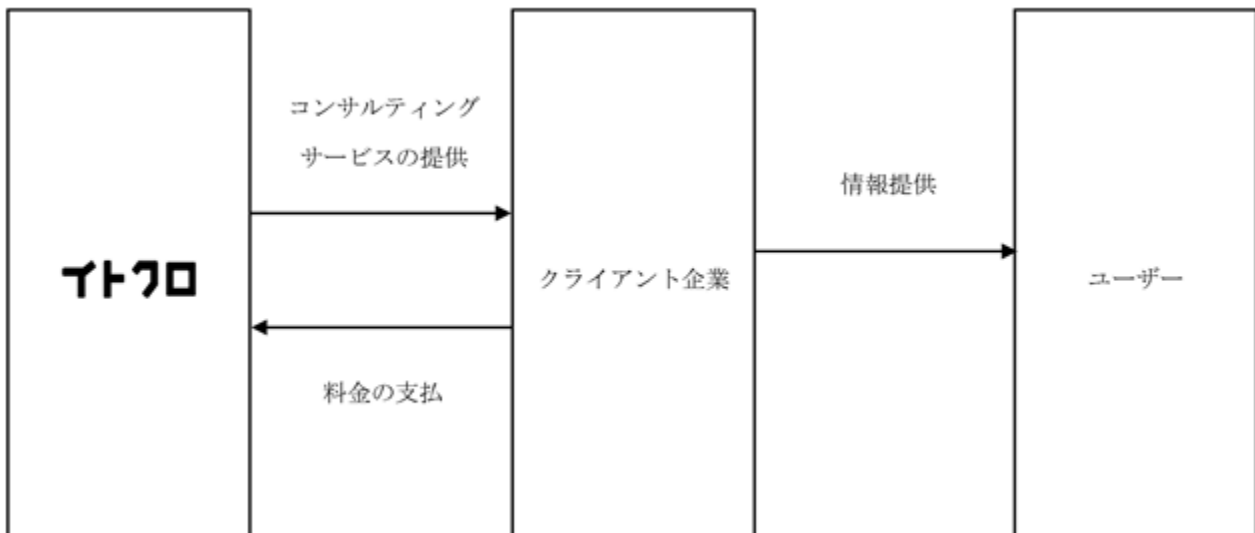 コンサルティング
サービスの提供
情報提供
イトクロ
クライアント企業
ユーザー
料金の支払